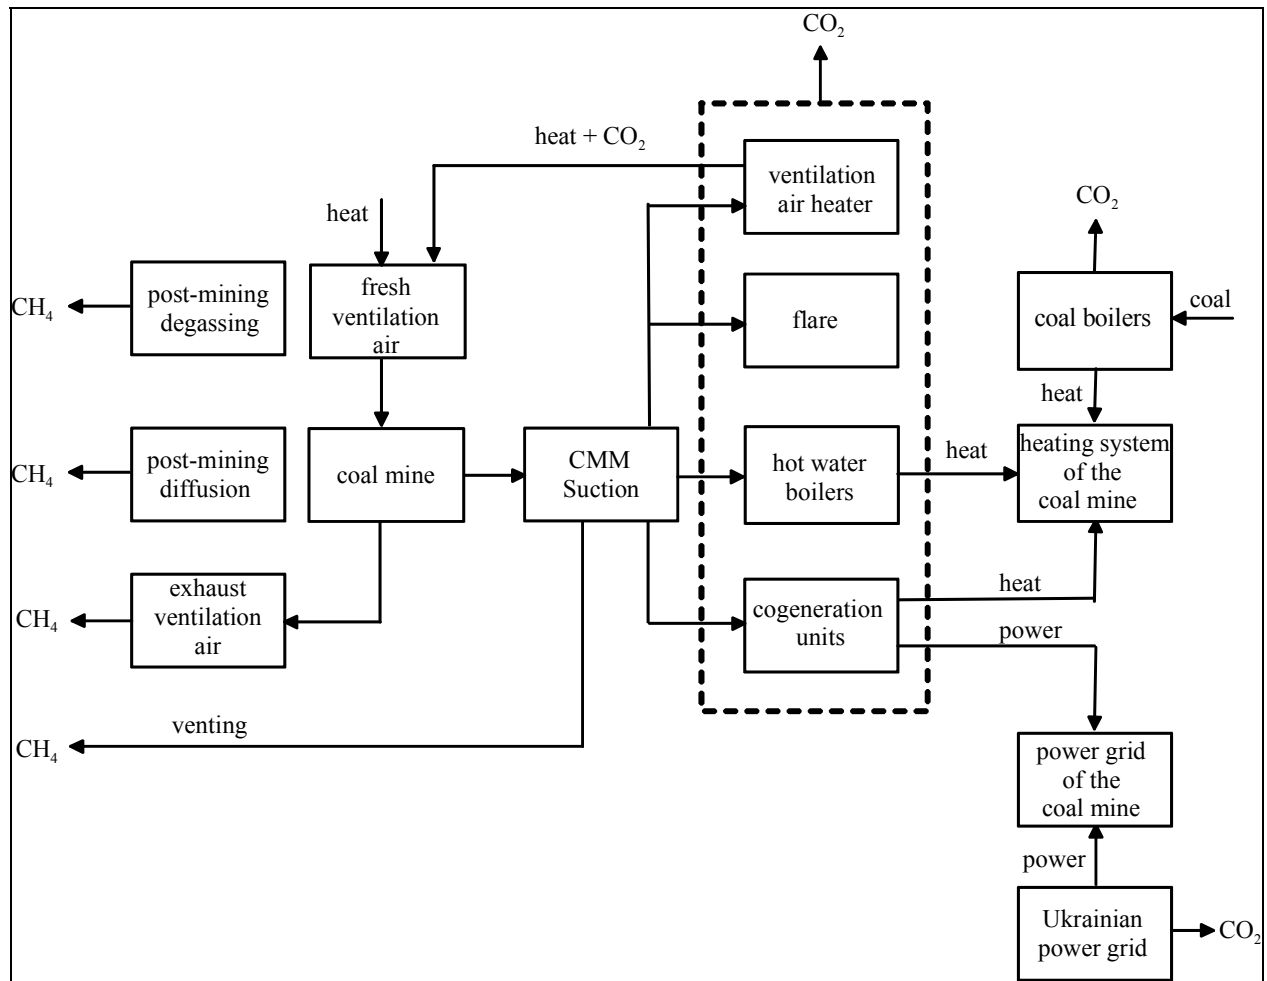 CO₂
heat + CO₂
ventilation
air heater
CO₂
heat
post-mining
degassing
CH₄
fresh
ventilation
air
flare
coal boilers
coal
heat
post-mining
diffusion
CH₄
coal mine
CMM
Suction
hot water
boilers
heat
heating system
of the
coal mine
exhaust
ventilation
air
CH₄
cogeneration
units
heat
power
venting
CH₄
power grid
of the
coal mine
power
Ukrainian
power grid
CO₂